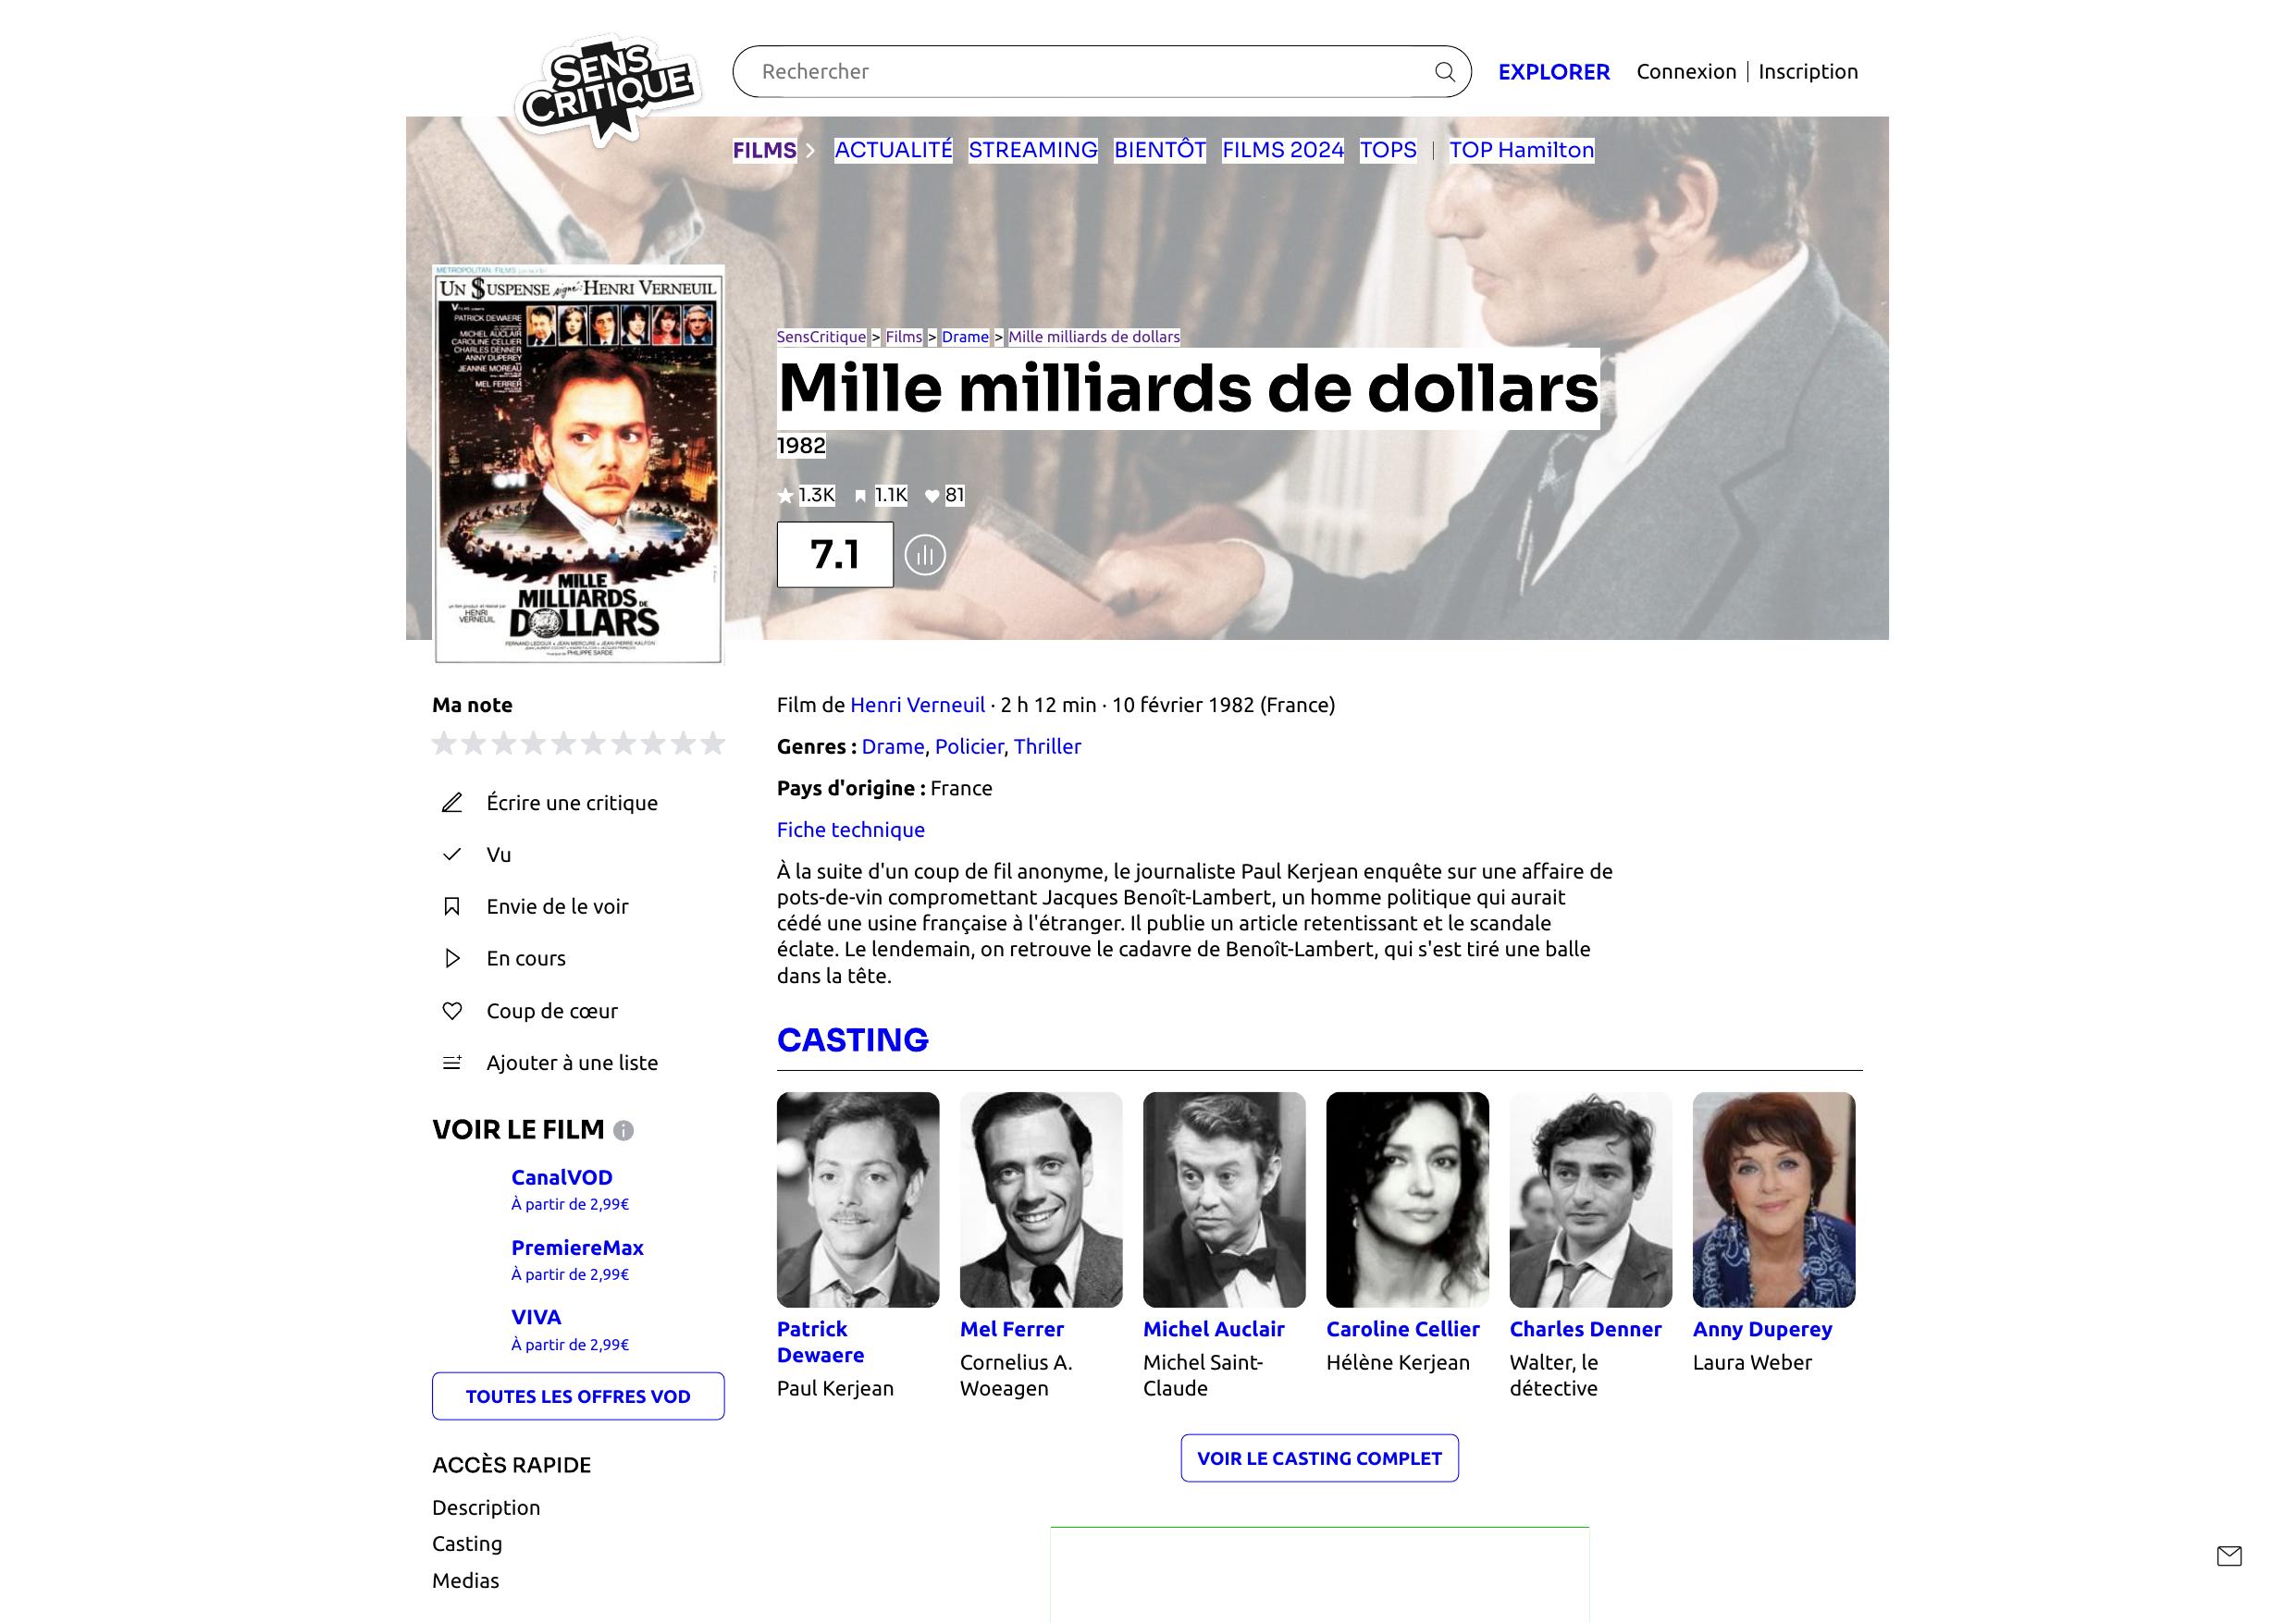 SENS
CRITIQUE
Rechercher
EXPLORER
Connexion
Inscription
FILMS
ACTUALITÉ
STREAMING
BIENTÔT
FILMS 2024
TOPS
TOP Hamilton
METROPOLITAN FILMS
UN $USPENSE signé: HENRI VERNEUIL
PATRICK DEWAERE
MICHEL AUCLAIR
CAROLINE CELLIER
CHARLES DENNER
ANNY DUPEREY
JEANNE MOREAU
MEL FERRER
MILLE
MILLIARDS DE
DOLLARS
HENRI
VERNEUIL
PHILIPPE SARDE
SensCritique > Films > Drame > Mille milliards de dollars
Mille milliards de dollars
1982
1.3K
1.1K
81
7.1
Ma note
Écrire une critique
Vu
Envie de le voir
En cours
Coup de cœur
Ajouter à une liste
VOIR LE FILM
CanalVOD
À partir de 2,99€
PremiereMax
À partir de 2,99€
VIVA
À partir de 2,99€
TOUTES LES OFFRES VOD
ACCÈS RAPIDE
Description
Casting
Medias
Film de Henri Verneuil · 2 h 12 min · 10 février 1982 (France)
Genres : Drame, Policier, Thriller
Pays d'origine : France
Fiche technique
À la suite d'un coup de fil anonyme, le journaliste Paul Kerjean enquête sur une affaire de
pots-de-vin compromettant Jacques Benoît-Lambert, un homme politique qui aurait
cédé une usine française à l'étranger. Il publie un article retentissant et le scandale
éclate. Le lendemain, on retrouve le cadavre de Benoît-Lambert, qui s'est tiré une balle
dans la tête.
CASTING
Patrick
Dewaere
Paul Kerjean
Mel Ferrer
Cornelius A.
Woeagen
Michel Auclair
Michel Saint-
Claude
Caroline Cellier
Hélène Kerjean
Charles Denner
Walter, le
détective
Anny Duperey
Laura Weber
VOIR LE CASTING COMPLET